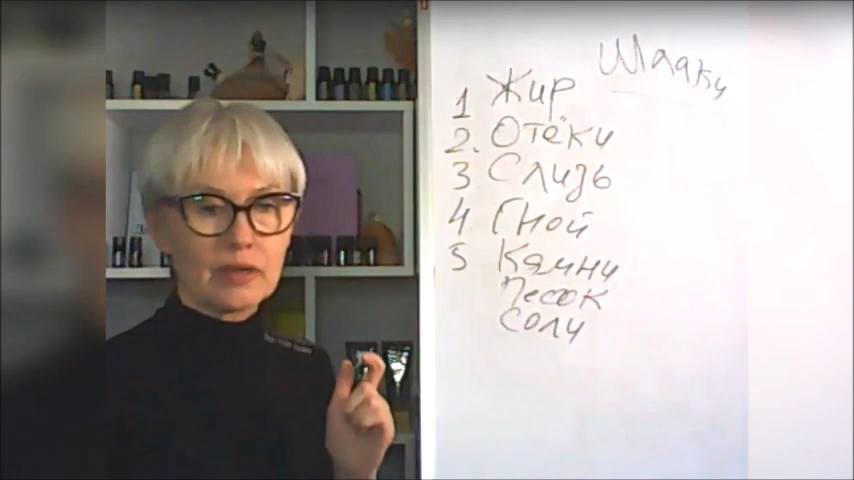 Шлаки
1 Жир
2. Отёки
3 Слизь
4 Гной
5 Камни
Песок
Соли